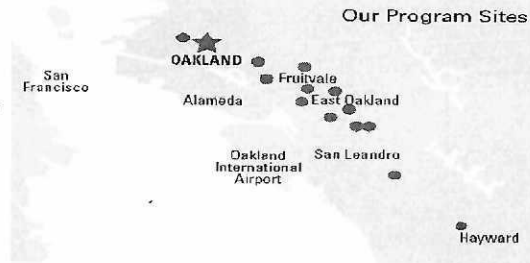 Our Program Sites
OAKLAND
San
Francisco
Fruitvale
Alameda
East Oakland
Oakland
International
Airport
San Leandro
Hayward